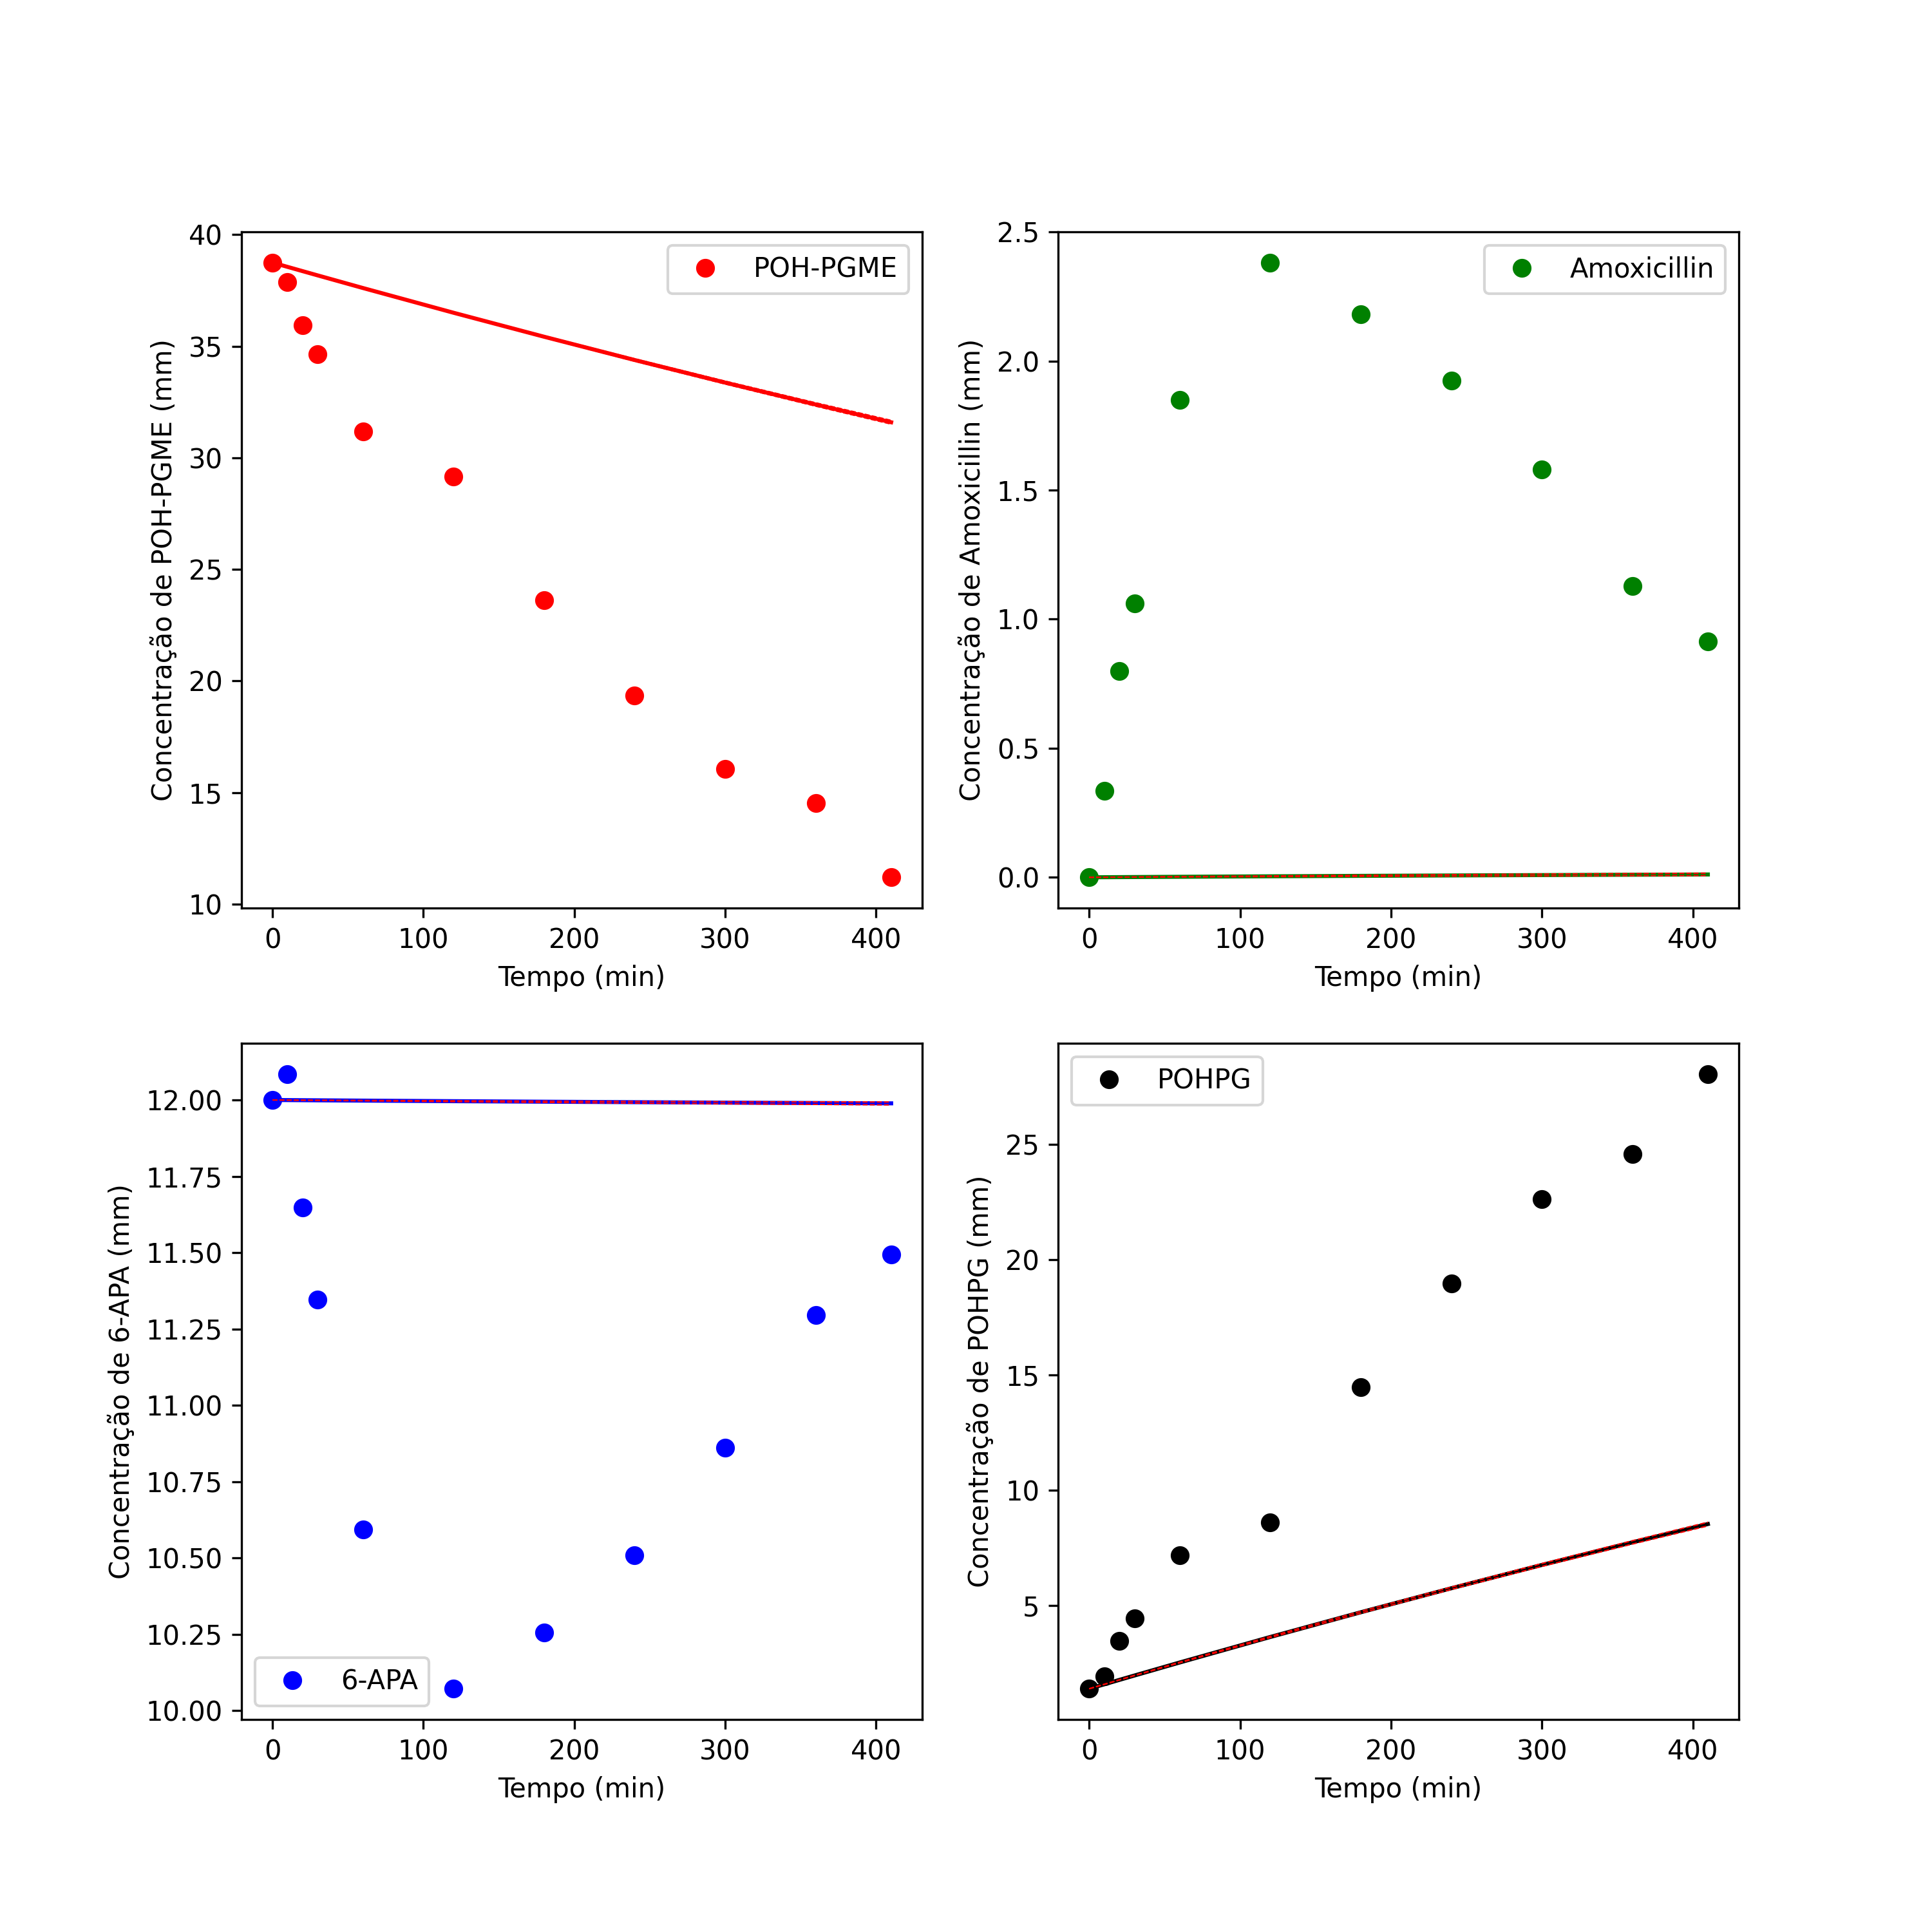 40
35
30
25
20
15
10
0 100 200 300 400
Concentração de POH-PGME (mm)
Tempo (min)
POH-PGME
2.5
2.0
1.5
1.0
0.5
0.0
0 100 200 300 400
Concentração de Amoxicillin (mm)
Tempo (min)
Amoxicillin
12.00
11.75
11.50
11.25
11.00
10.75
10.50
10.25
10.00
0 100 200 300 400
Concentração de 6-APA (mm)
Tempo (min)
6-APA
25
20
15
10
5
0 100 200 300 400
Concentração de POHPG (mm)
Tempo (min)
POHPG